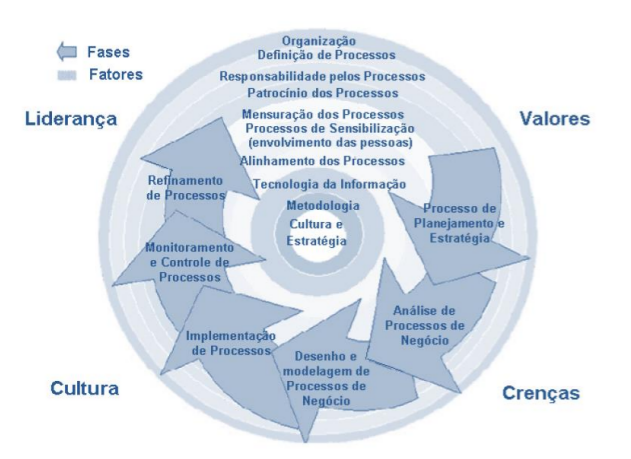 Fases
Fatores
Organização
Definição de Processos
Responsabilidade pelos Processos
Patrocínio dos Processos
Mensuração dos Processos
Processos de Sensibilização
(envolvimento das pessoas)
Alinhamento dos Processos
Tecnologia da Informação
Metodologia
Cultura e
Estratégia
Liderança
Valores
Cultura
Crenças
Processo de
Planejamento e
Estratégia
Análise de
Processos de
Negócio
Desenho e
modelagem de
Processos de
Negócio
Implementação
de Processos
Monitoramento
e Controle de
Processos
Refinamento
de Processos